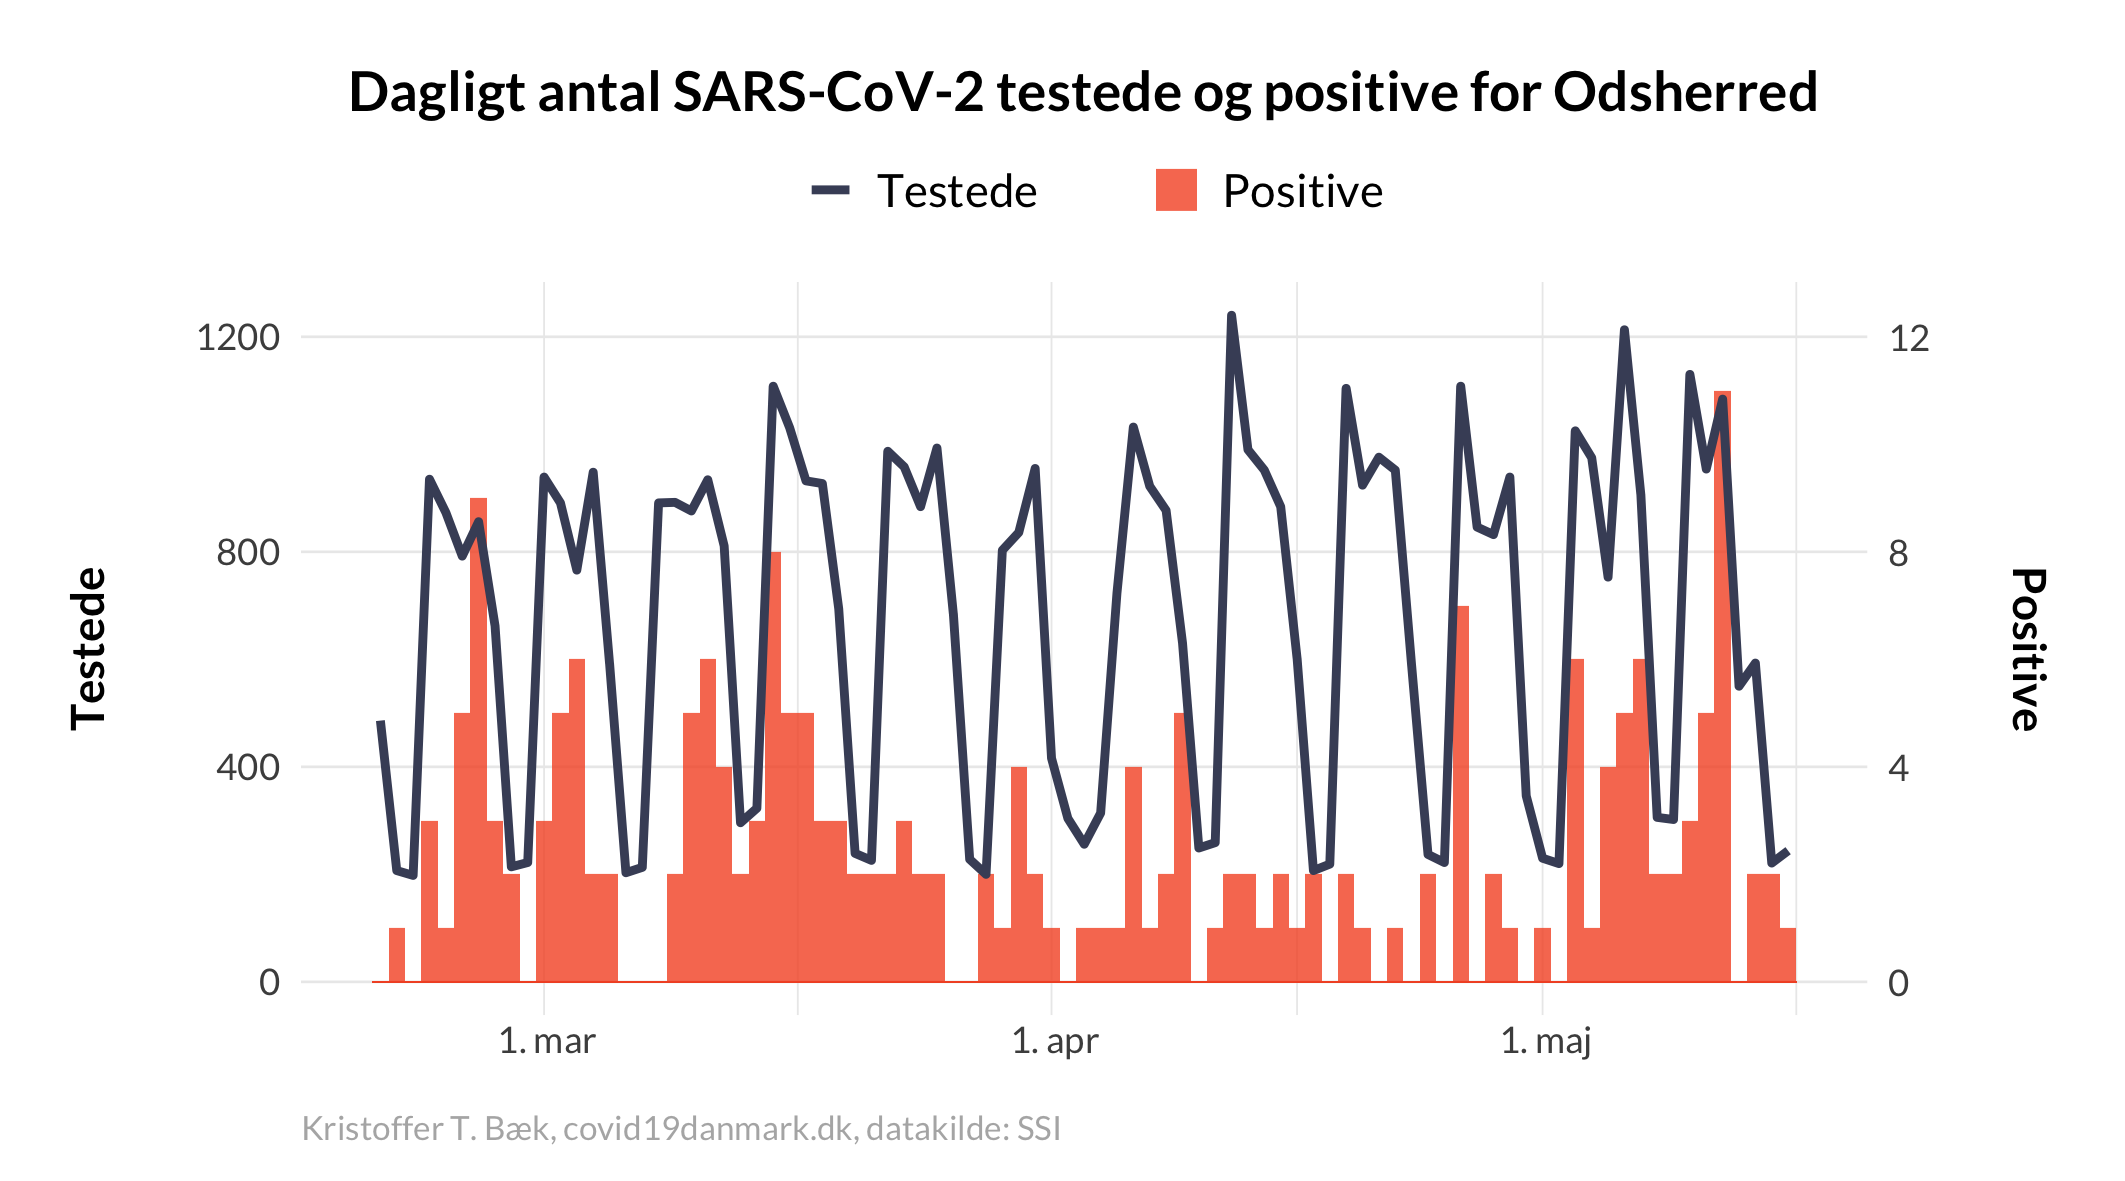 Dagligt antal SARS-CoV-2 testede og positive for Odsherred
Testede Positive
1200 12
800 8
400 4
0 0
Testede
Positive
1. mar 1. apr 1. maj
Kristoffer T. Bæk, covid19danmark.dk, datakilde: SSI